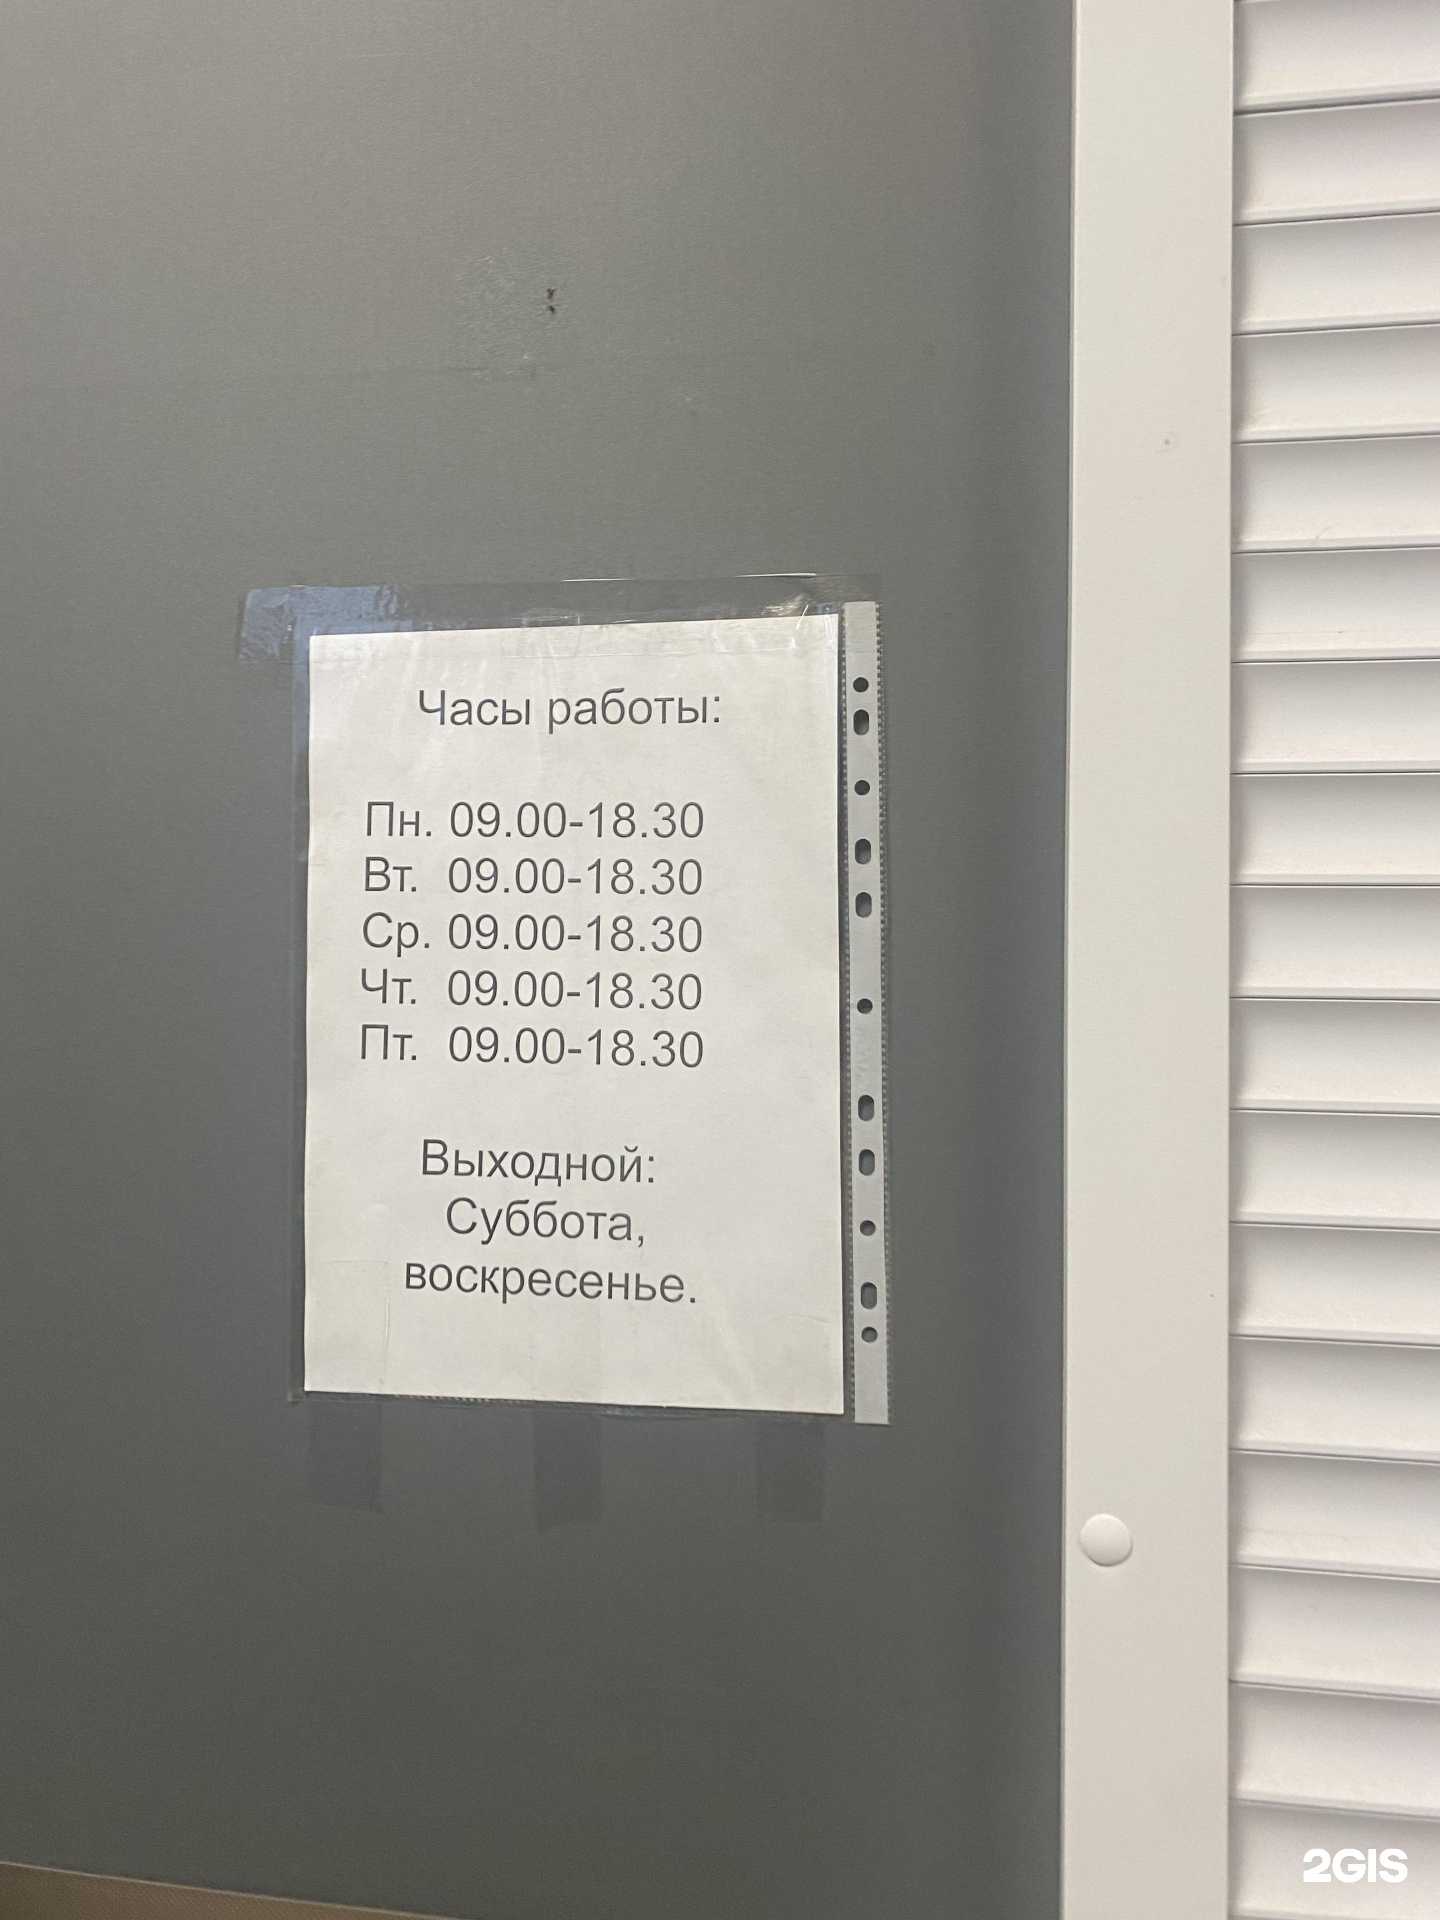 Часы работы:
Пн. 09.00-18.30
Вт. 09.00-18.30
Ср. 09.00-18.30
Чт. 09.00-18.30
Пт. 09.00-18.30
Выходной:
Суббота,
воскресенье.
2GIS